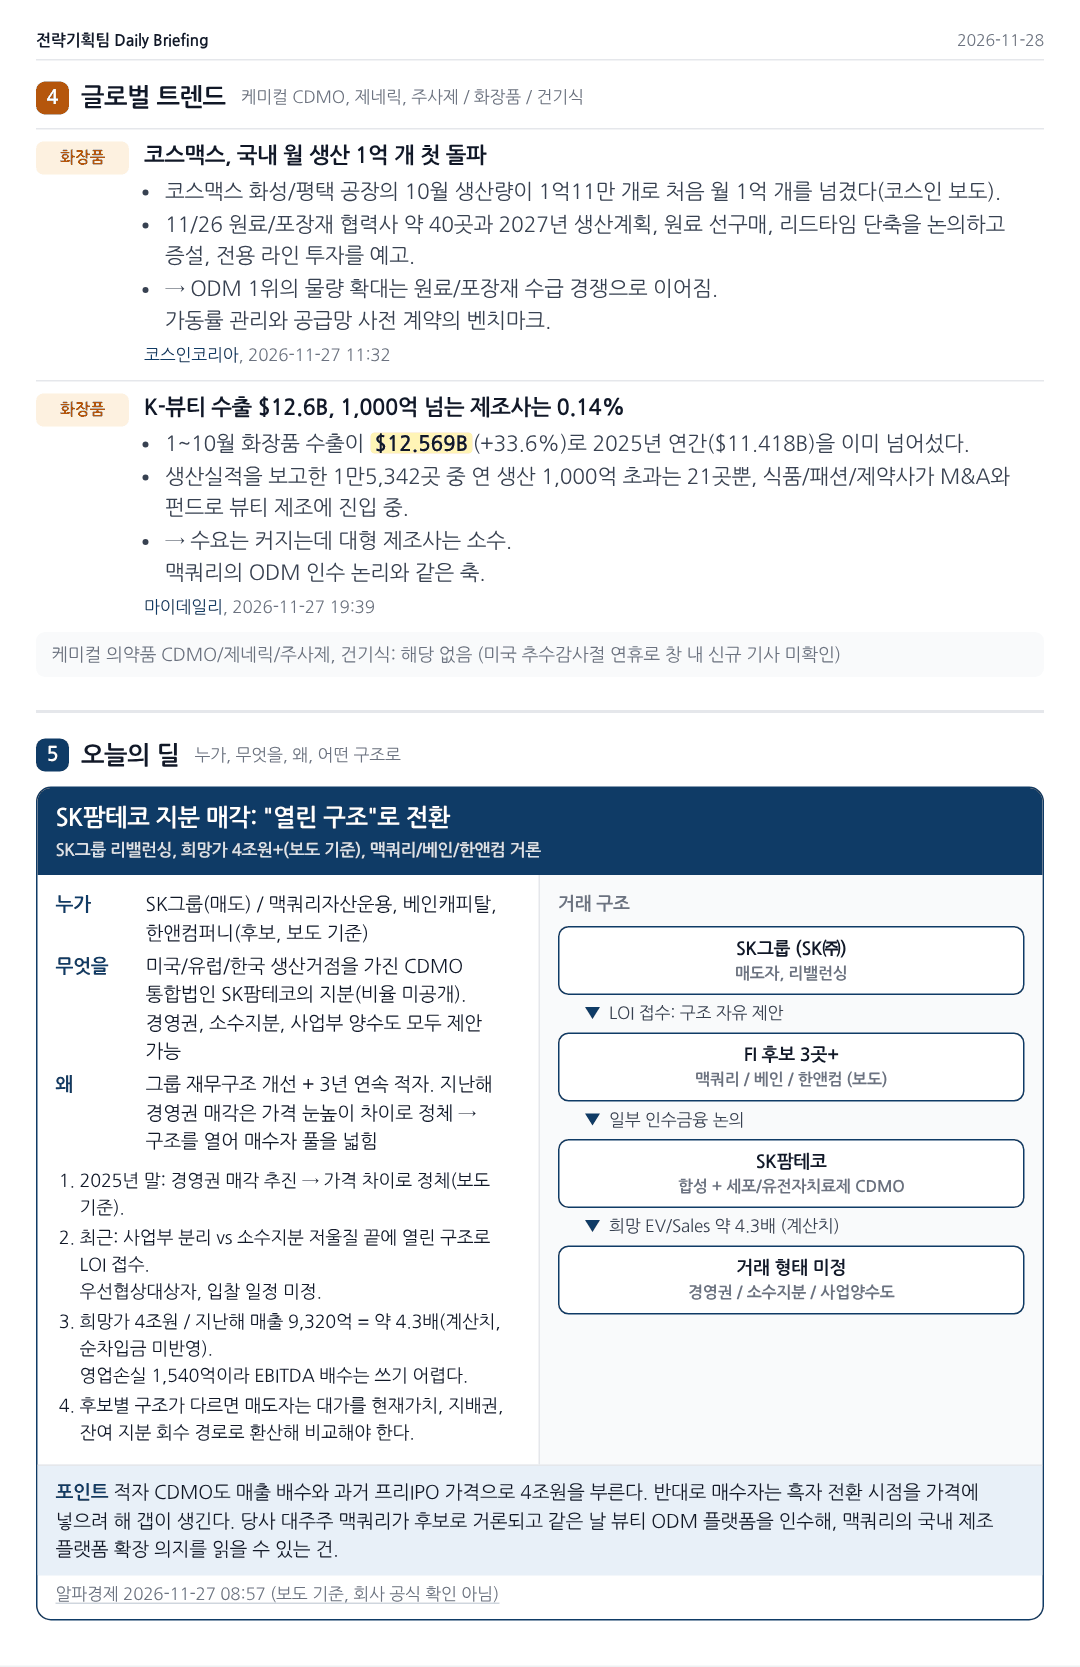 전략기획팀 Daily Briefing
2026-11-28
4 글로벌 트렌드 케미컬 CDMO, 제네릭, 주사제 / 화장품 / 건기식
화장품
코스맥스, 국내 월 생산 1억 개 첫 돌파
• 코스맥스 화성/평택 공장의 10월 생산량이 1억11만 개로 처음 월 1억 개를 넘겼다(코스인 보도).
• 11/26 원료/포장재 협력사 약 40곳과 2027년 생산계획, 원료 선구매, 리드타임 단축을 논의하고
증설, 전용 라인 투자를 예고.
• → ODM 1위의 물량 확대는 원료/포장재 수급 경쟁으로 이어짐.
가동률 관리와 공급망 사전 계약의 벤치마크.
코스인코리아, 2026-11-27 11:32
화장품
K-뷰티 수출 $12.6B, 1,000억 넘는 제조사는 0.14%
• 1~10월 화장품 수출이 $12.569B(+33.6%)로 2025년 연간($11.418B)을 이미 넘어섰다.
• 생산실적을 보고한 1만5,342곳 중 연 생산 1,000억 초과는 21곳뿐, 식품/패션/제약사가 M&A와
펀드로 뷰티 제조에 진입 중.
• → 수요는 커지는데 대형 제조사는 소수.
맥쿼리의 ODM 인수 논리와 같은 축.
마이데일리, 2026-11-27 19:39
케미컬 의약품 CDMO/제네릭/주사제, 건기식: 해당 없음 (미국 추수감사절 연휴로 창 내 신규 기사 미확인)
5 오늘의 딜 누가, 무엇을, 왜, 어떤 구조로
SK팜테코 지분 매각: "열린 구조"로 전환
SK그룹 리밸런싱, 희망가 4조원+(보도 기준), 맥쿼리/베인/한앤컴 거론
누가 SK그룹(매도) / 맥쿼리자산운용, 베인캐피탈,
한앤컴퍼니(후보, 보도 기준)
무엇을 미국/유럽/한국 생산거점을 가진 CDMO
통합법인 SK팜테코의 지분(비율 미공개).
경영권, 소수지분, 사업부 양수도 모두 제안
가능
왜 그룹 재무구조 개선 + 3년 연속 적자. 지난해
경영권 매각은 가격 눈높이 차이로 정체 →
구조를 열어 매수자 풀을 넓힘
1. 2025년 말: 경영권 매각 추진 → 가격 차이로 정체(보도
기준).
2. 최근: 사업부 분리 vs 소수지분 저울질 끝에 열린 구조로
LOI 접수.
우선협상대상자, 입찰 일정 미정.
3. 희망가 4조원 / 지난해 매출 9,320억 = 약 4.3배(계산치,
순차입금 미반영).
영업손실 1,540억이라 EBITDA 배수는 쓰기 어렵다.
4. 후보별 구조가 다르면 매도자는 대가를 현재가치, 지배권,
잔여 지분 회수 경로로 환산해 비교해야 한다.
거래 구조
SK그룹 (SK㈜)
매도자, 리밸런싱
▼ LOI 접수: 구조 자유 제안
FI 후보 3곳+
맥쿼리 / 베인 / 한앤컴 (보도)
▼ 일부 인수금융 논의
SK팜테코
합성 + 세포/유전자치료제 CDMO
▼ 희망 EV/Sales 약 4.3배 (계산치)
거래 형태 미정
경영권 / 소수지분 / 사업양수도
포인트 적자 CDMO도 매출 배수와 과거 프리IPO 가격으로 4조원을 부른다. 반대로 매수자는 흑자 전환 시점을 가격에
넣으려 해 갭이 생긴다. 당사 대주주 맥쿼리가 후보로 거론되고 같은 날 뷰티 ODM 플랫폼을 인수해, 맥쿼리의 국내 제조
플랫폼 확장 의지를 읽을 수 있는 건.
알파경제 2026-11-27 08:57 (보도 기준, 회사 공식 확인 아님)